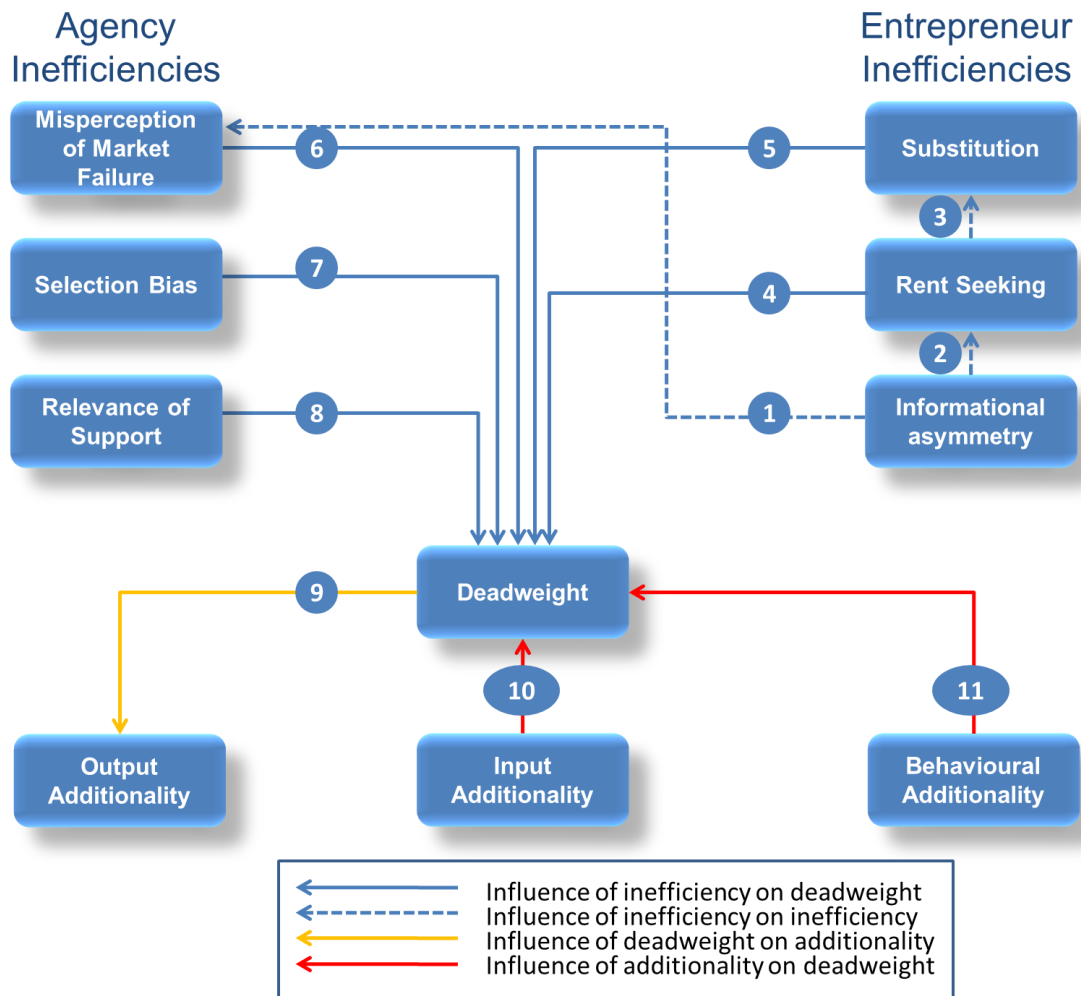 Agency
Inefficiencies
Entrepreneur
Inefficiencies
Misperception
of Market
Failure
6
5
Substitution
3
Selection Bias
7
4
Rent Seeking
2
Relevance of
Support
8
1
Informational
asymmetry
9
Deadweight
10
11
Output
Additionality
Input
Additionality
Behavioural
Additionality
Influence of inefficiency on deadweight
Influence of inefficiency on inefficiency
Influence of deadweight on additionality
Influence of additionality on deadweight